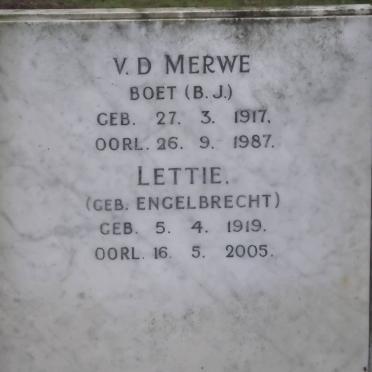 V. D MERWE
BOET (B. J.)
GEB. 27. 3. 1917.
OORL. 26. 9. 1987.
LETTIE.
(GEB. ENGELBRECHT)
GEB. 5. 4. 1919.
OORL. 16. 5. 2005.